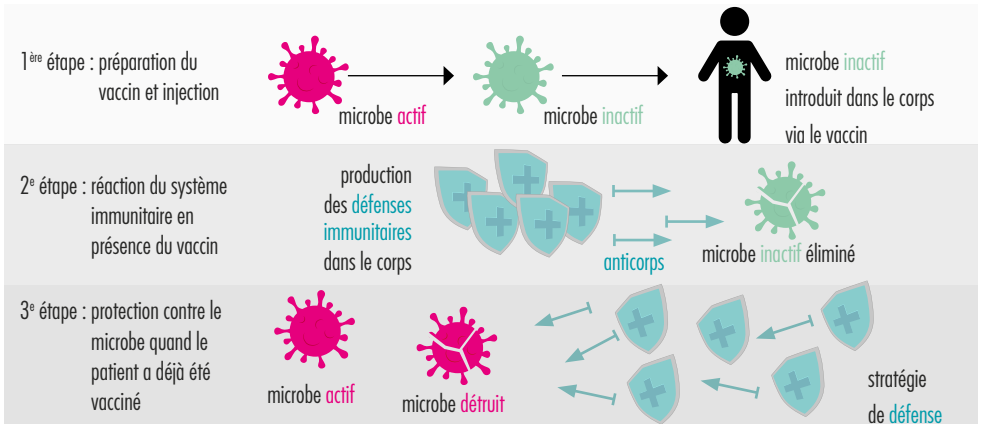 1ère étape : préparation du
vaccin et injection
microbe actif
microbe inactif
microbe inactif
introduit dans le corps
via le vaccin
2e étape : réaction du système
immunitaire en
présence du vaccin
production
des défenses
immunitaires
dans le corps
anticorps
microbe inactif éliminé
3e étape : protection contre le
microbe quand le
patient a déjà été
vacciné
microbe actif
microbe détruit
stratégie
de défense